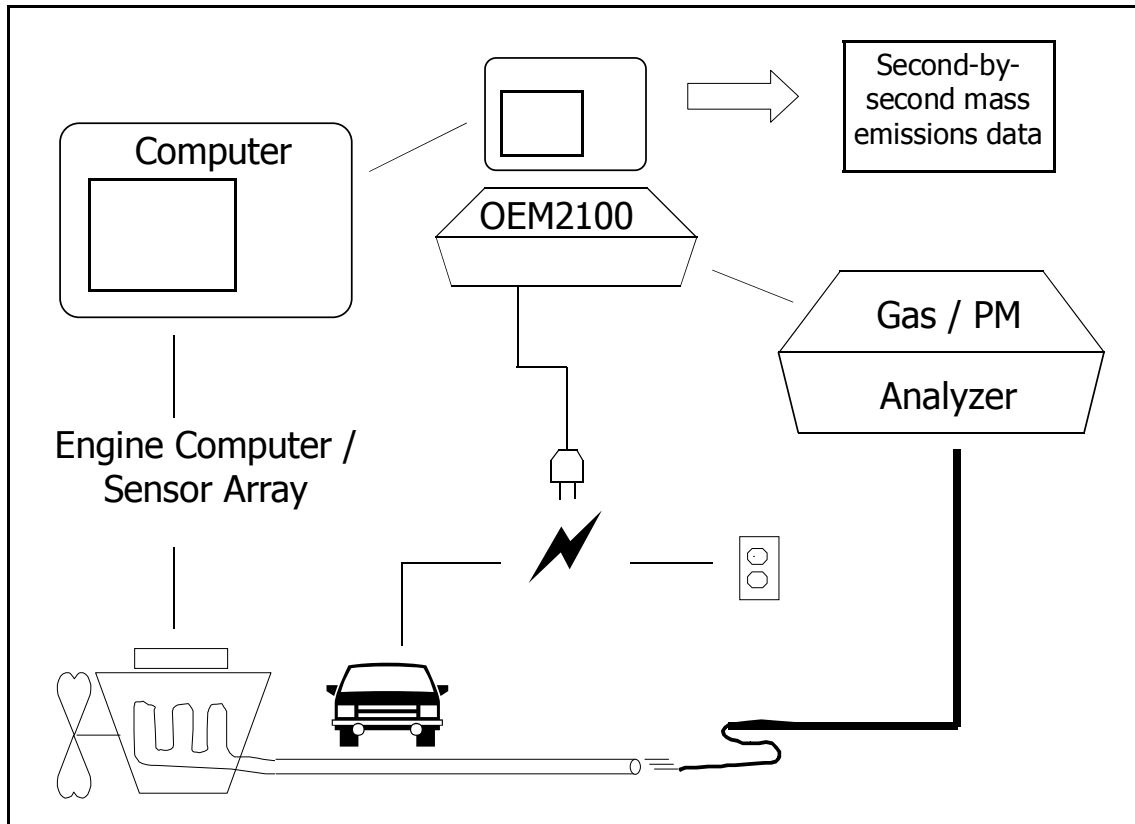 Computer
OEM2100
Second-by-
second mass
emissions data
Gas / PM
Analyzer
Engine Computer /
Sensor Array